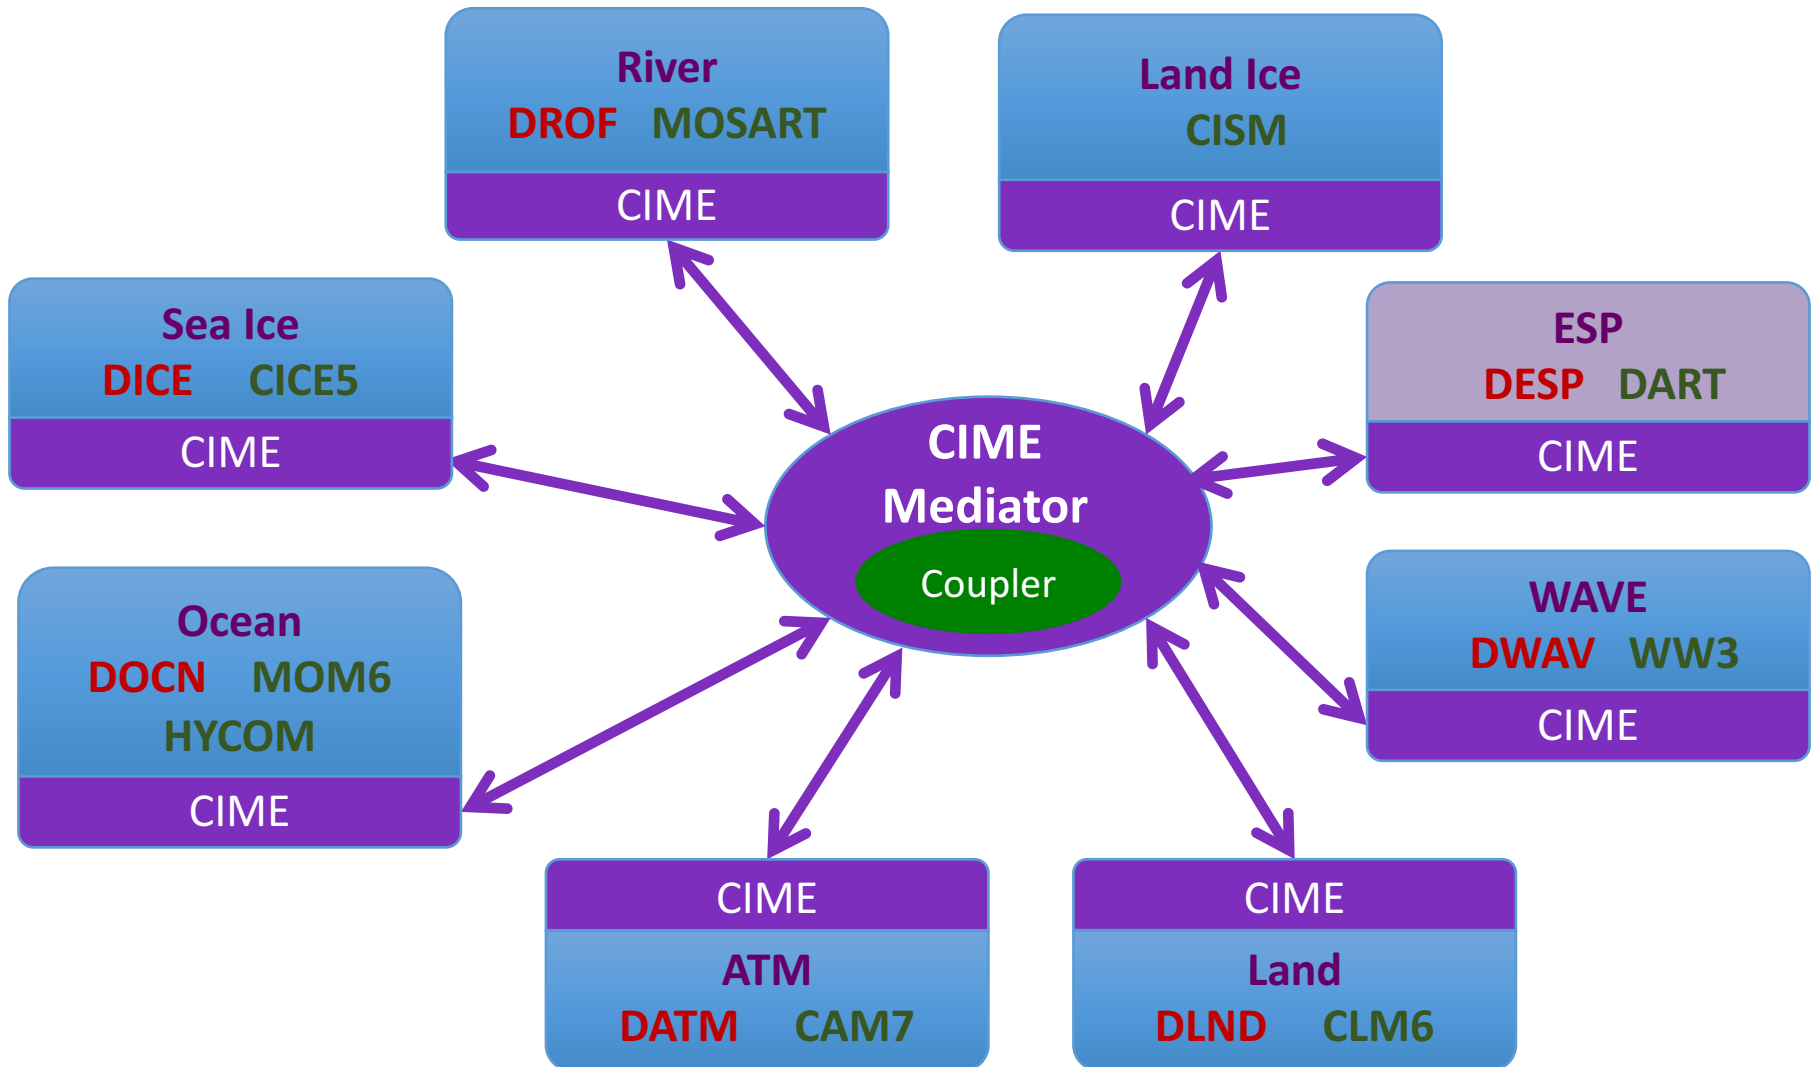 River
DROF MOSART
CIME
Land Ice
CISM
CIME
Sea Ice
DICE CICE5
CIME
ESP
DESP DART
CIME
CIME
Mediator
Coupler
Ocean
DOCN MOM6
HYCOM
CIME
WAVE
DWAV WW3
CIME
CIME
ATM
DATM CAM7
CIME
Land
DLND CLM6